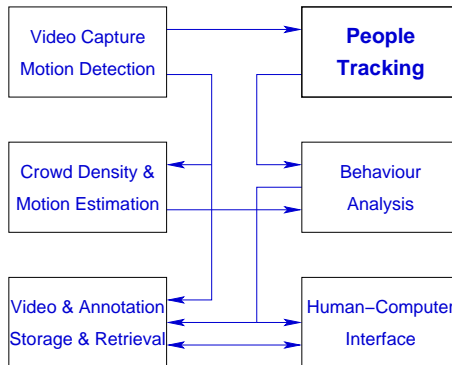 Video Capture
Motion Detection
People
Tracking
Crowd Density &
Motion Estimation
Behaviour
Analysis
Video & Annotation
Storage & Retrieval
Human−Computer
Interface